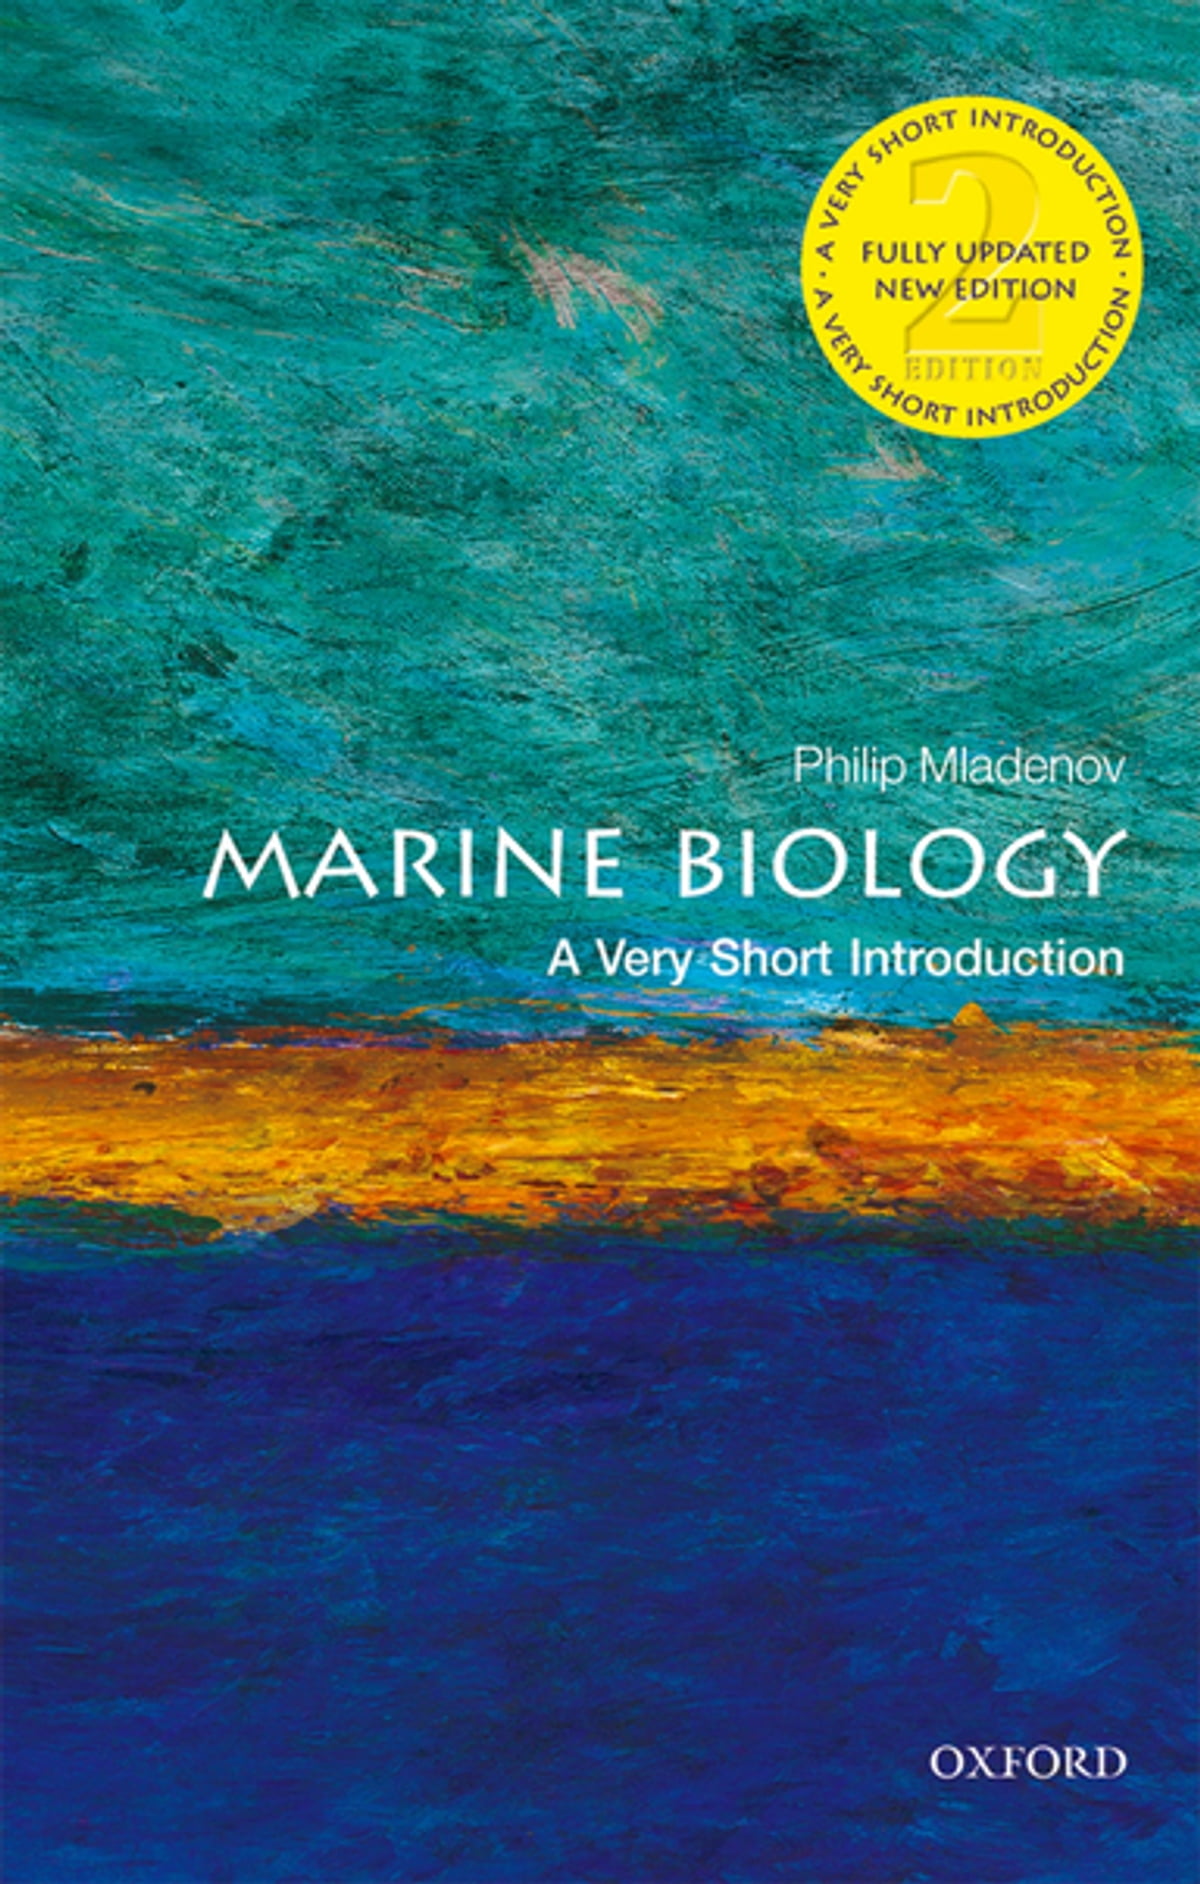 · A VERY SHORT INTRODUCTION ·
2
FULLY UPDATED
NEW EDITION
EDITION
A VERY SHORT INTRODUCTION
Philip Mladenov
MARINE BIOLOGY
A Very Short Introduction
OXFORD